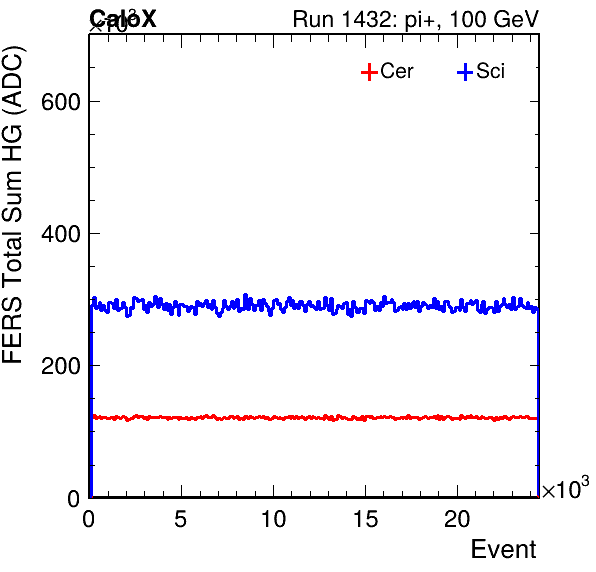 CaloX Run 1432: pi+, 100 GeV
×10³
FERS Total Sum HG (ADC)
Cer Sci
600
400
200
0
0 5 10 15 20
×10³
Event